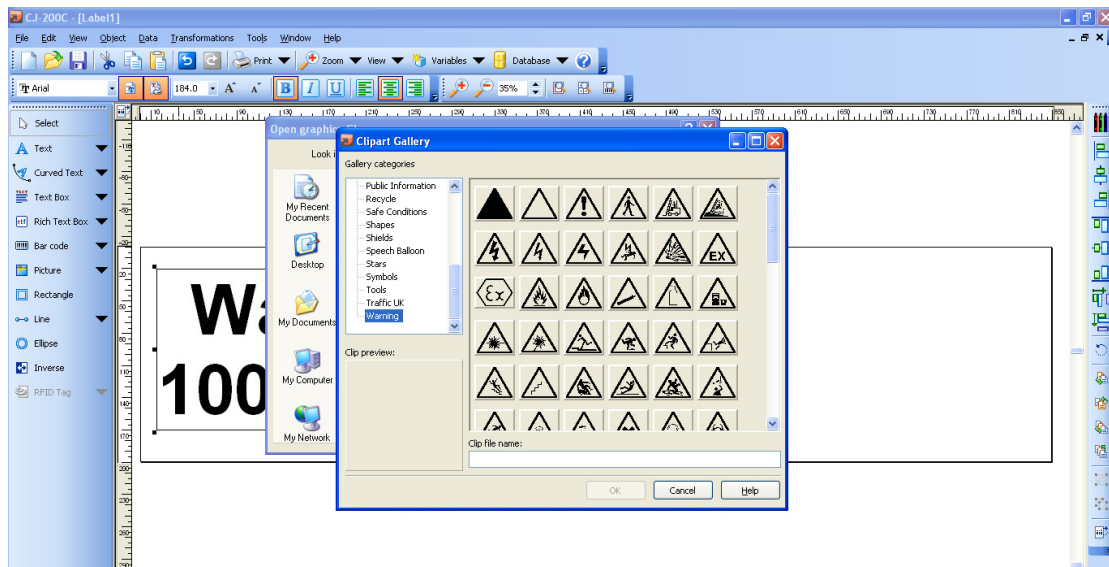 CJ-200C - [Label1]
File Edit View Object Data Transformations Tools Window Help
Print Zoom View Variables Database
Arial 184.0 A A B I U 35%
Select
Text
Curved Text
Text Box
Rich Text Box
Bar code
Picture
Rectangle
Line
Ellipse
Inverse
RFID Tag
Open graphic
Look i
My Recent Documents
Desktop
My Documents
My Computer
My Network
Clipart Gallery
Gallery categories
Public Information
Recycle
Safe Conditions
Shapes
Shields
Speech Balloon
Stars
Symbols
Tools
Traffic UK
Warning
EX
Ex
Clip preview:
Clip file name:
OK Cancel Help
100